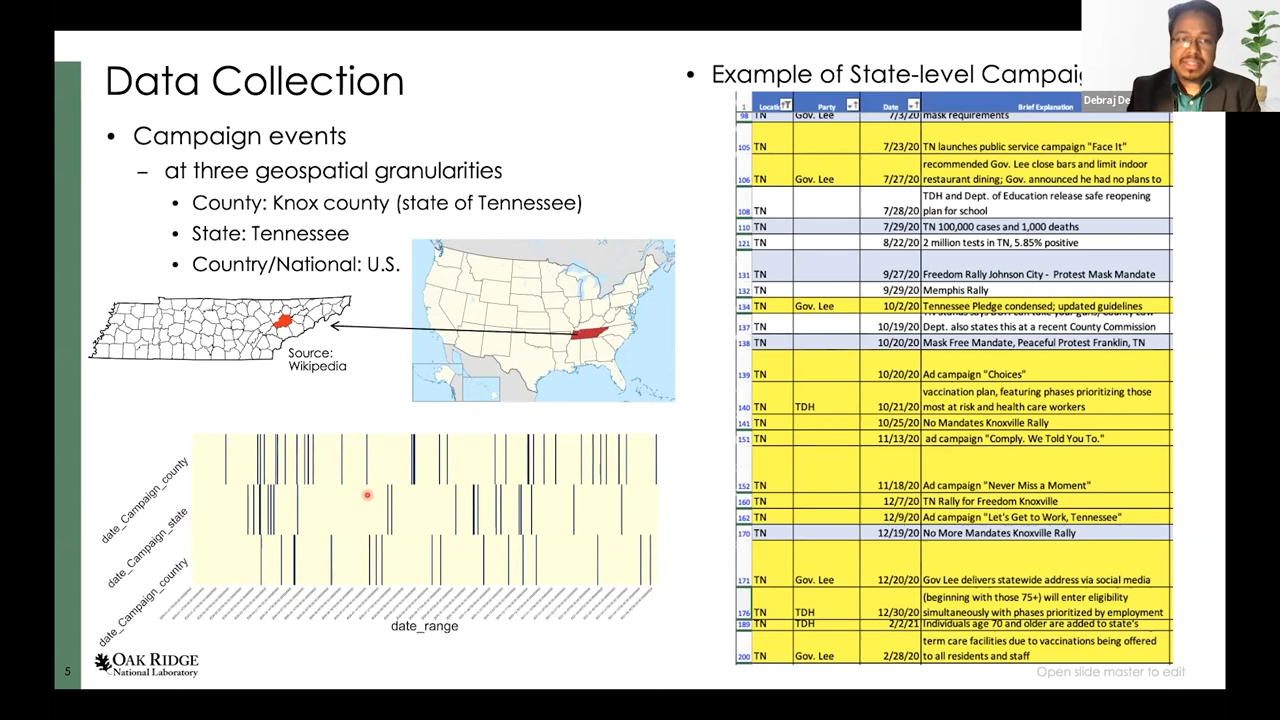 Data Collection
• Campaign events
– at three geospatial granularities
• County: Knox county (state of Tennessee)
• State: Tennessee
• Country/National: U.S.
Source:
Wikipedia
date_Campaign_county
date_Campaign_state
date_Campaign_country
date_range
OAK RIDGE
National Laboratory
5
• Example of State-level Campaig
Debraj De
1 Locati Party Date Brief Explanation
98 TN Gov. Lee 7/3/20 mask requirements
105 TN 7/23/20 TN launches public service campaign "Face It"
recommended Gov. Lee close bars and limit indoor
106 TN Gov. Lee 7/27/20 restaurant dining; Gov. announced he had no plans to
TDH and Dept. of Education release safe reopening
108 TN 7/28/20 plan for school
110 TN 7/29/20 TN 100,000 cases and 1,000 deaths
121 TN 8/22/20 2 million tests in TN, 5.85% positive
131 TN 9/27/20 Freedom Rally Johnson City - Protest Mask Mandate
132 TN 9/29/20 Memphis Rally
134 TN Gov. Lee 10/2/20 Tennessee Pledge condensed; updated guidelines
137 TN 10/19/20 Dept. also states this at a recent County Commission
138 TN 10/20/20 Mask Free Mandate, Peaceful Protest Franklin, TN
139 TN 10/20/20 Ad campaign "Choices"
vaccination plan, featuring phases prioritizing those
140 TN TDH 10/21/20 most at risk and health care workers
141 TN 10/25/20 No Mandates Knoxville Rally
151 TN 11/13/20 ad campaign "Comply. We Told You To."
152 TN 11/18/20 Ad campaign "Never Miss a Moment"
160 TN 12/7/20 TN Rally for Freedom Knoxville
162 TN 12/9/20 Ad campaign "Let's Get to Work, Tennessee"
170 TN 12/19/20 No More Mandates Knoxville Rally
171 TN Gov. Lee 12/20/20 Gov Lee delivers statewide address via social media
(beginning with those 75+) will enter eligibility
176 TN TDH 12/30/20 simultaneously with phases prioritized by employment
189 TN TDH 2/2/21 Individuals age 70 and older are added to state's
term care facilities due to vaccinations being offered
200 TN Gov. Lee 2/28/20 to all residents and staff
Open slide master to edit